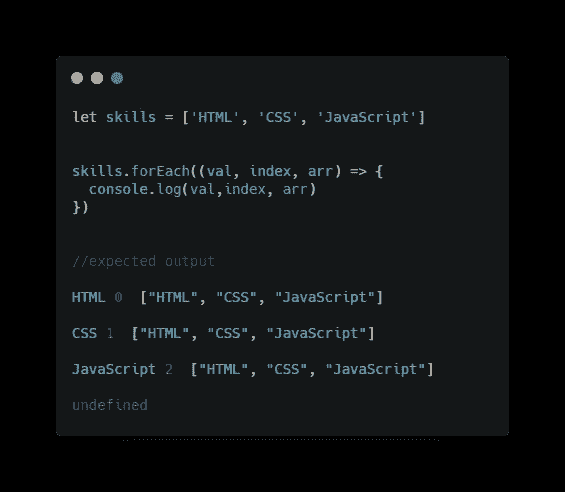 let skills = ['HTML', 'CSS', 'JavaScript']
skills.forEach((val, index, arr) => {
  console.log(val,index, arr)
})
//expected output
HTML 0  ["HTML", "CSS", "JavaScript"]
CSS 1  ["HTML", "CSS", "JavaScript"]
JavaScript 2  ["HTML", "CSS", "JavaScript"]
undefined